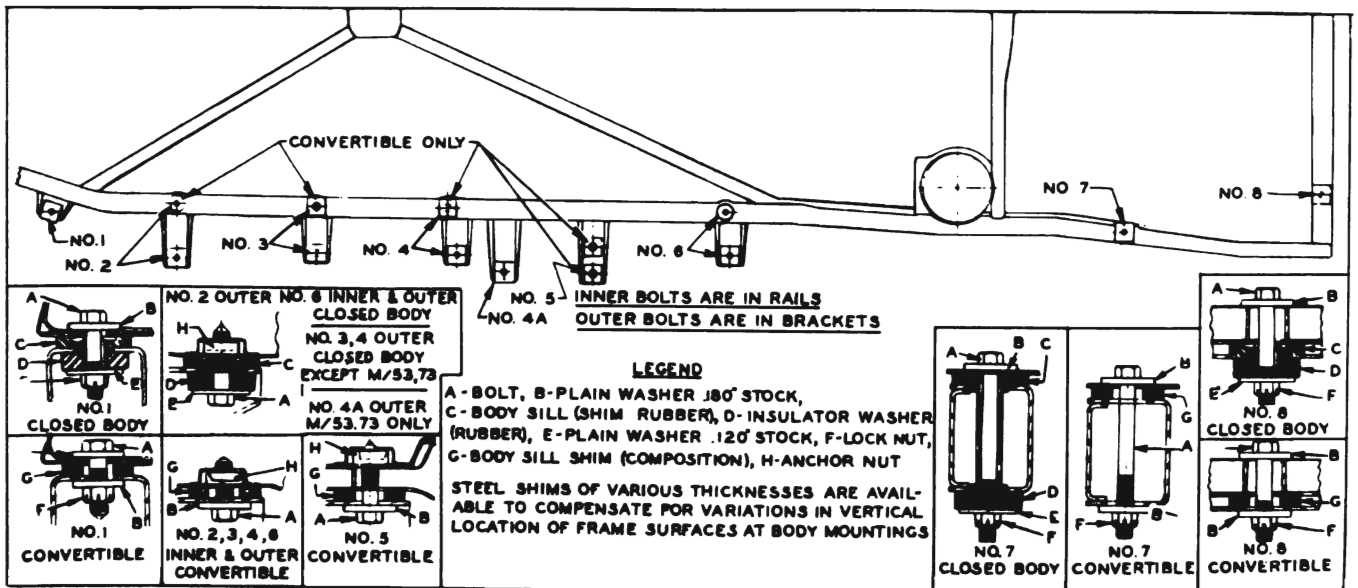 CONVERTIBLE ONLY
NO. 7
NO. 8
NO.1
NO. 2
NO. 3
NO. 4
NO. 4A
NO. 5
NO. 6
INNER BOLTS ARE IN RAILS
OUTER BOLTS ARE IN BRACKETS
A
B
C
D
E
NO.1
CLOSED BODY
NO. 2 OUTER NO. 6 INNER & OUTER
CLOSED BODY
NO. 3, 4 OUTER
CLOSED BODY
EXCEPT M/53,73
NO. 4A OUTER
M/53.73 ONLY
H
C
D
E
A
A
G
F
B
NO.1
CONVERTIBLE
G
H
B
A
NO. 2,3,4,6
INNER & OUTER
CONVERTIBLE
H
G
A
B
NO. 5
CONVERTIBLE
LEGEND
A - BOLT, B-PLAIN WASHER .180" STOCK,
C - BODY SILL (SHIM RUBBER), D-INSULATOR WASHER
(RUBBER), E-PLAIN WASHER .120" STOCK, F-LOCK NUT,
G-BODY SILL SHIM (COMPOSITION), H-ANCHOR NUT
STEEL SHIMS OF VARIOUS THICKNESSES ARE AVAIL-
ABLE TO COMPENSATE FOR VARIATIONS IN VERTICAL
LOCATION OF FRAME SURFACES AT BODY MOUNTINGS
A
B
C
D
E
F
NO. 7
CLOSED BODY
B
G
A
B
F
NO. 7
CONVERTIBLE
A
B
C
D
E
F
NO. 8
CLOSED BODY
B
G
B
F
NO. 8
CONVERTIBLE